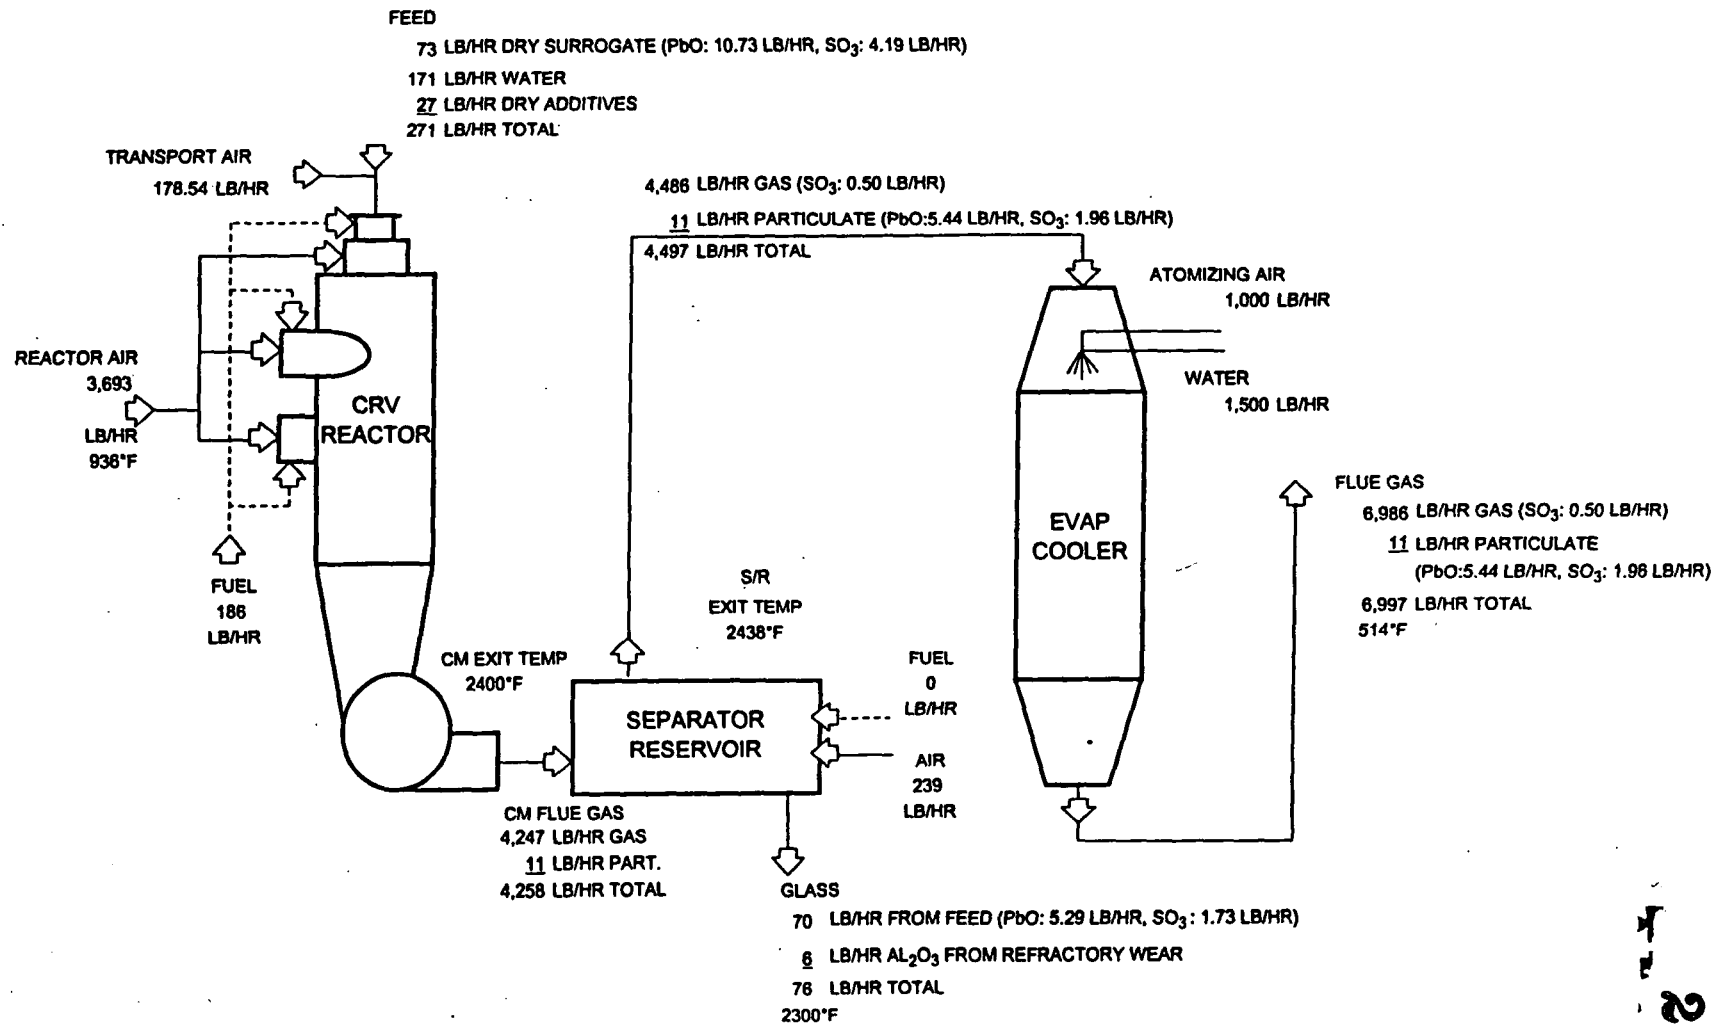 FEED
73 LB/HR DRY SURROGATE (PbO: 10.73 LB/HR, SO3: 4.19 LB/HR)
171 LB/HR WATER
27 LB/HR DRY ADDITIVES
271 LB/HR TOTAL
TRANSPORT AIR
178.54 LB/HR
4,486 LB/HR GAS (SO3: 0.50 LB/HR)
11 LB/HR PARTICULATE (PbO:5.44 LB/HR, SO3: 1.96 LB/HR)
4,497 LB/HR TOTAL
ATOMIZING AIR
1,000 LB/HR
WATER
1,500 LB/HR
REACTOR AIR
3,693
LB/HR
936°F
CRV
REACTOR
FUEL
186
LB/HR
EVAP
COOLER
FLUE GAS
6,986 LB/HR GAS (SO3: 0.50 LB/HR)
11 LB/HR PARTICULATE
(PbO:5.44 LB/HR, SO3: 1.96 LB/HR)
6,997 LB/HR TOTAL
514°F
S/R
EXIT TEMP
2438°F
CM EXIT TEMP
2400°F
SEPARATOR
RESERVOIR
FUEL
0
LB/HR
AIR
239
LB/HR
CM FLUE GAS
4,247 LB/HR GAS
11 LB/HR PART.
4,258 LB/HR TOTAL
GLASS
70 LB/HR FROM FEED (PbO: 5.29 LB/HR, SO3: 1.73 LB/HR)
6 LB/HR AL2O3 FROM REFRACTORY WEAR
76 LB/HR TOTAL
2300°F